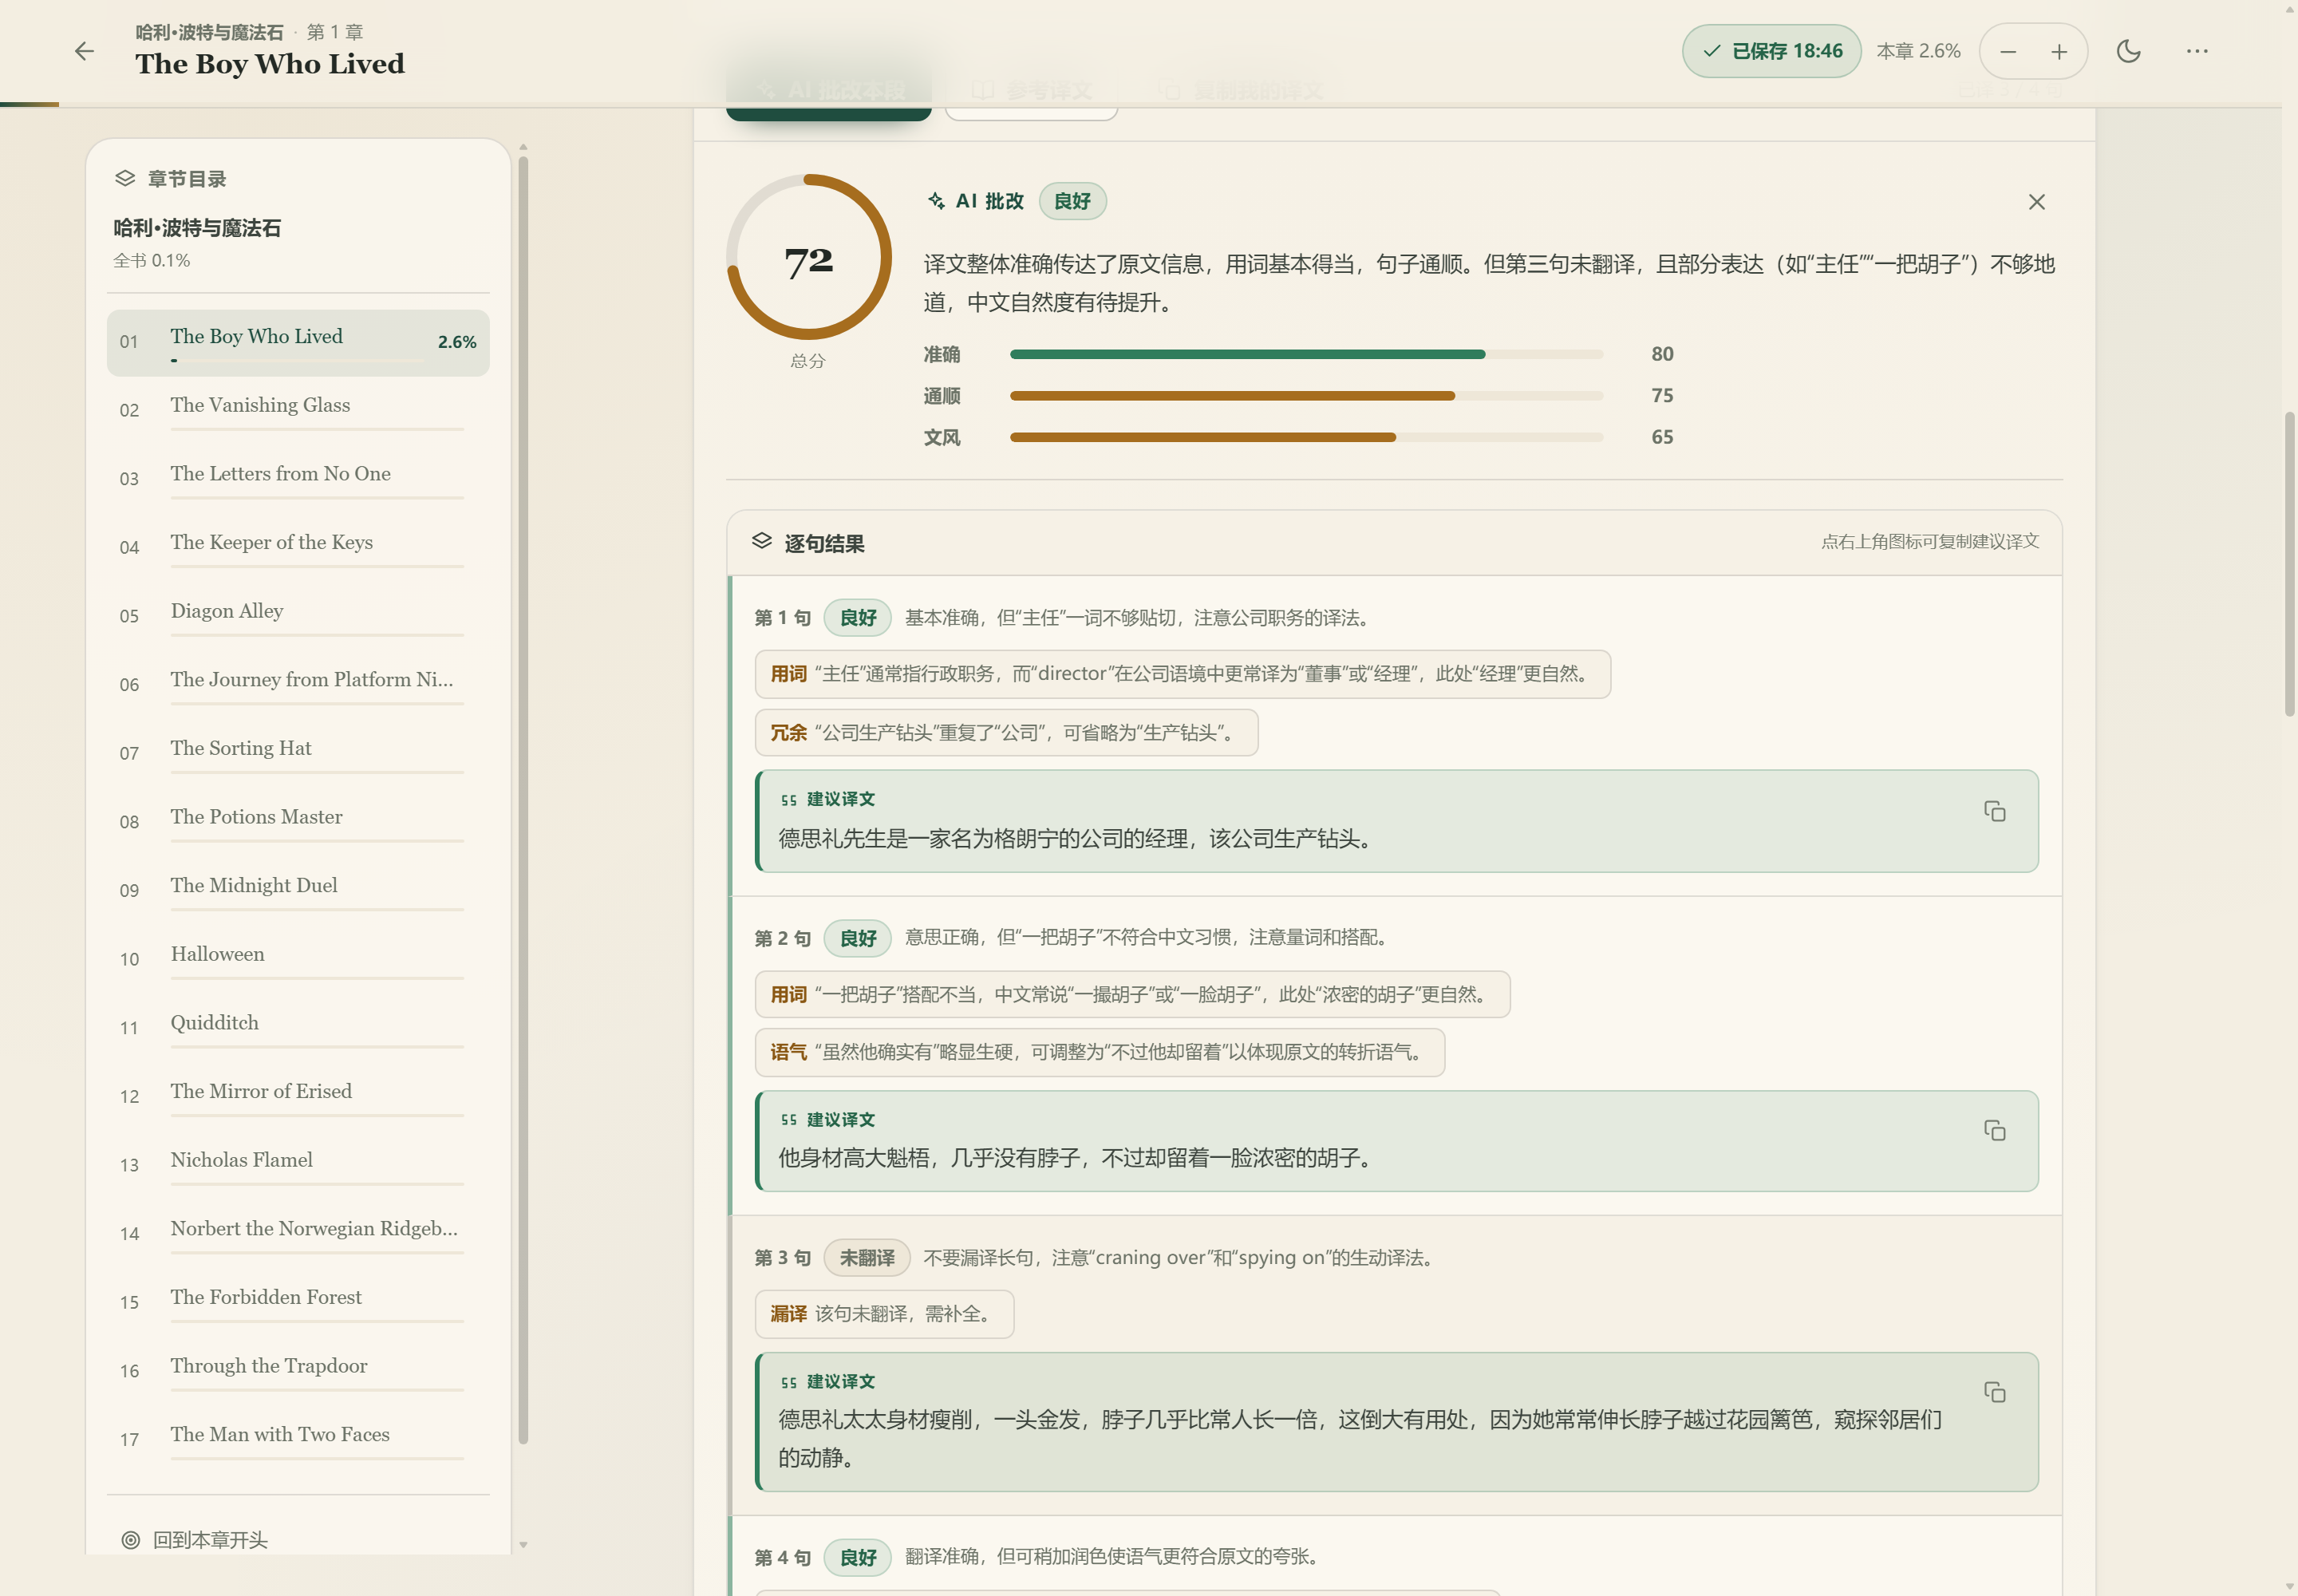 哈利•波特与魔法石 · 第 1 章
The Boy Who Lived
已保存 18:46
本章 2.6%
AI 批改本段
参考译文
复制我的译文
章节目录
哈利•波特与魔法石
全书 0.1%
01 The Boy Who Lived 2.6%
02 The Vanishing Glass
03 The Letters from No One
04 The Keeper of the Keys
05 Diagon Alley
06 The Journey from Platform Ni...
07 The Sorting Hat
08 The Potions Master
09 The Midnight Duel
10 Halloween
11 Quidditch
12 The Mirror of Erised
13 Nicholas Flamel
14 Norbert the Norwegian Ridgeb...
15 The Forbidden Forest
16 Through the Trapdoor
17 The Man with Two Faces
回到本章开头
72
总分
AI 批改 良好
译文整体准确传达了原文信息，用词基本得当，句子通顺。但第三句未翻译，且部分表达（如“主任”“一把胡子”）不够地
道，中文自然度有待提升。
准确 80
通顺 75
文风 65
逐句结果
点右上角图标可复制建议译文
第 1 句 良好 基本准确，但“主任”一词不够贴切，注意公司职务的译法。
用词 “主任”通常指行政职务，而“director”在公司语境中更常译为“董事”或“经理”，此处“经理”更自然。
冗余 “公司生产钻头”重复了“公司”，可省略为“生产钻头”。
建议译文
德思礼先生是一家名为格朗宁的公司的经理，该公司生产钻头。
第 2 句 良好 意思正确，但“一把胡子”不符合中文习惯，注意量词和搭配。
用词 “一把胡子”搭配不当，中文常说“一撮胡子”或“一脸胡子”，此处“浓密的胡子”更自然。
语气 “虽然他确实有”略显生硬，可调整为“不过他却留着”以体现原文的转折语气。
建议译文
他身材高大魁梧，几乎没有脖子，不过却留着一脸浓密的胡子。
第 3 句 未翻译 不要漏译长句，注意“craning over”和“spying on”的生动译法。
漏译 该句未翻译，需补全。
建议译文
德思礼太太身材瘦削，一头金发，脖子几乎比常人长一倍，这倒大有用处，因为她常常伸长脖子越过花园篱笆，窥探邻居们
的动静。
第 4 句 良好 翻译准确，但可稍加润色使语气更符合原文的夸张。